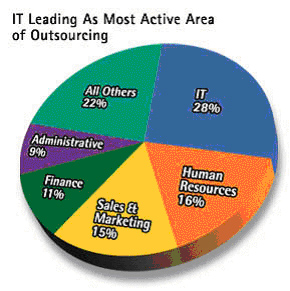 IT Leading As Most Active Area
of Outsourcing
All Others
22%
IT
28%
Administrative
9%
Human
Resources
16%
Finance
11%
Sales &
Marketing
15%